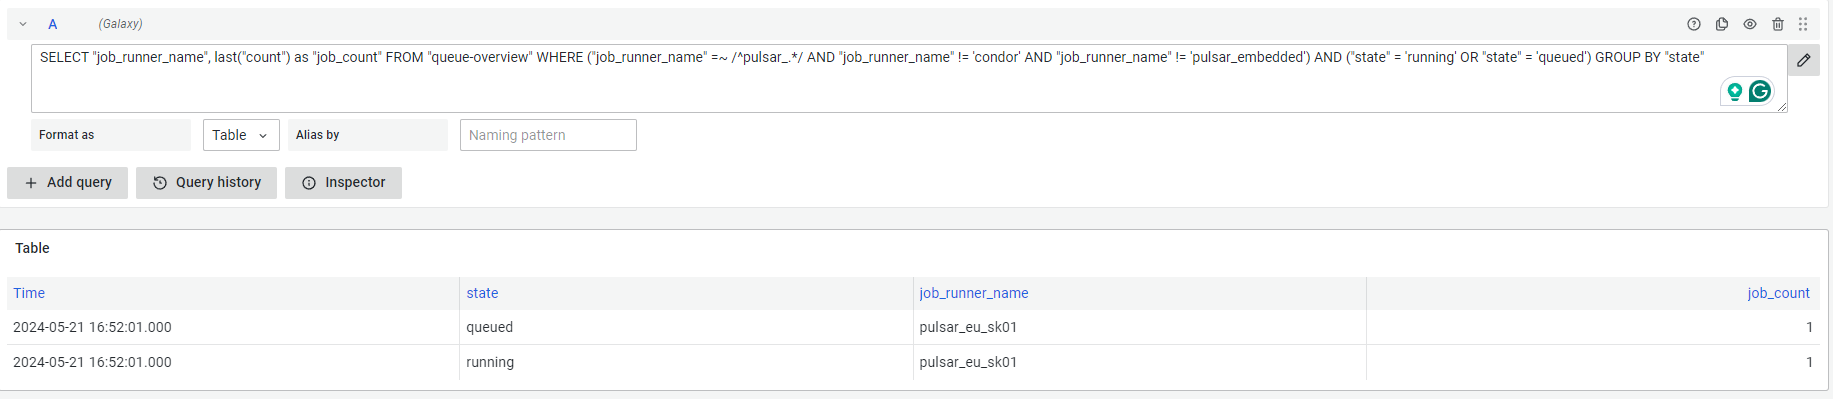 A (Galaxy)
SELECT "job_runner_name", last("count") as "job_count" FROM "queue-overview" WHERE ("job_runner_name" =~ /^pulsar_.*/ AND "job_runner_name" != 'condor' AND "job_runner_name" != 'pulsar_embedded') AND ("state" = 'running' OR "state" = 'queued') GROUP BY "state"
Format as Table Alias by Naming pattern
+ Add query Query history Inspector
Table
Time state job_runner_name job_count
2024-05-21 16:52:01.000 queued pulsar_eu_sk01 1
2024-05-21 16:52:01.000 running pulsar_eu_sk01 1